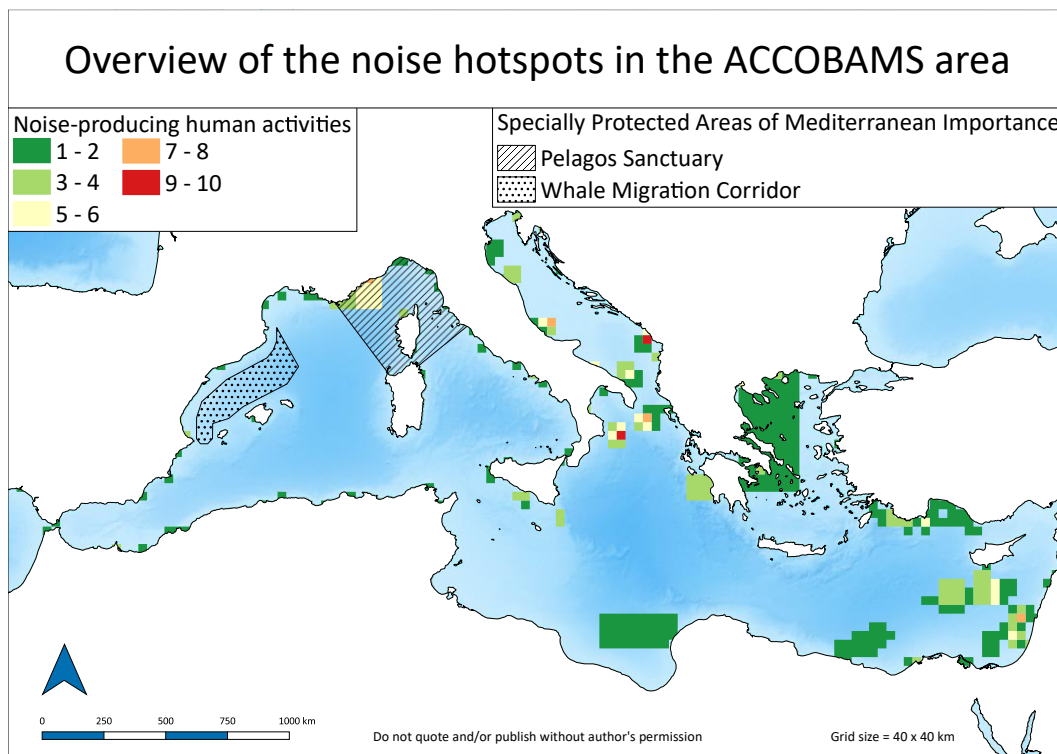 Overview of the noise hotspots in the ACCOBAMS area
Noise-producing human activities
1 - 2
7 - 8
3 - 4
9 - 10
5 - 6
Specially Protected Areas of Mediterranean Importance
Pelagos Sanctuary
Whale Migration Corridor
0 250 500 750 1000 km
Do not quote and/or publish without author's permission
Grid size = 40 x 40 km